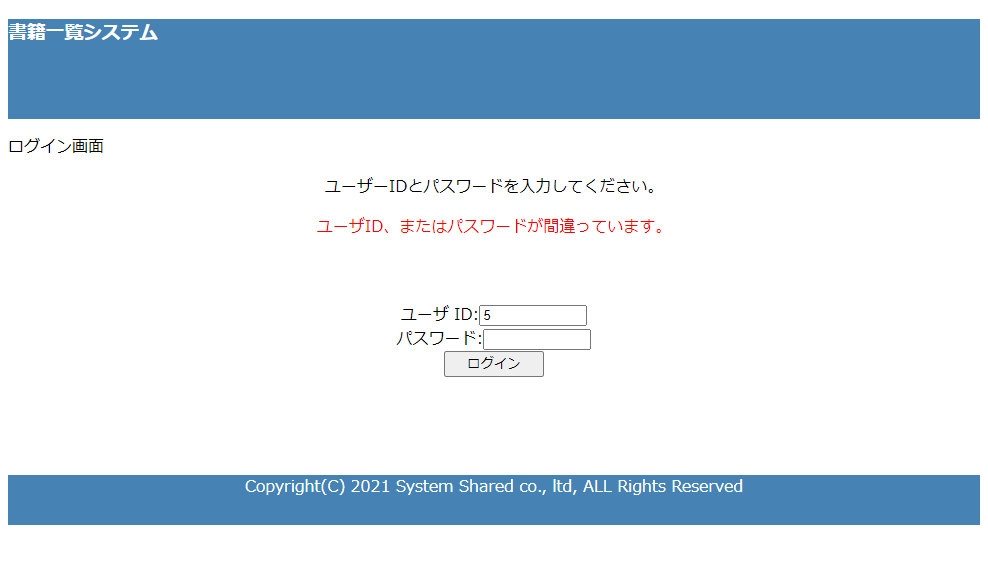 書籍一覧システム
ログイン画面
ユーザーIDとパスワードを入力してください。
ユーザID、またはパスワードが間違っています。
ユーザ ID:5
パスワード:
ログイン
Copyright(C) 2021 System Shared co., ltd, ALL Rights Reserved